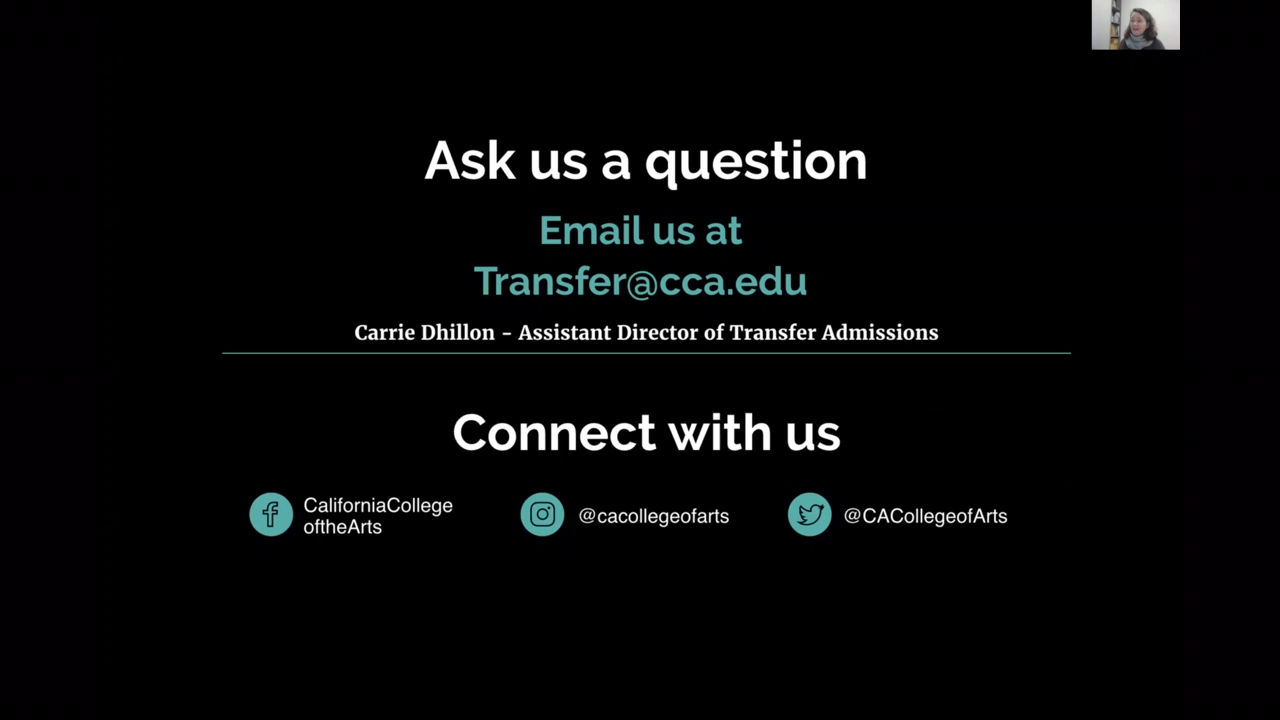 Ask us a question
Email us at
Transfer@cca.edu
Carrie Dhillon - Assistant Director of Transfer Admissions
Connect with us
CaliforniaCollege
oftheArts
@cacollegeofarts
@CACollegeofArts